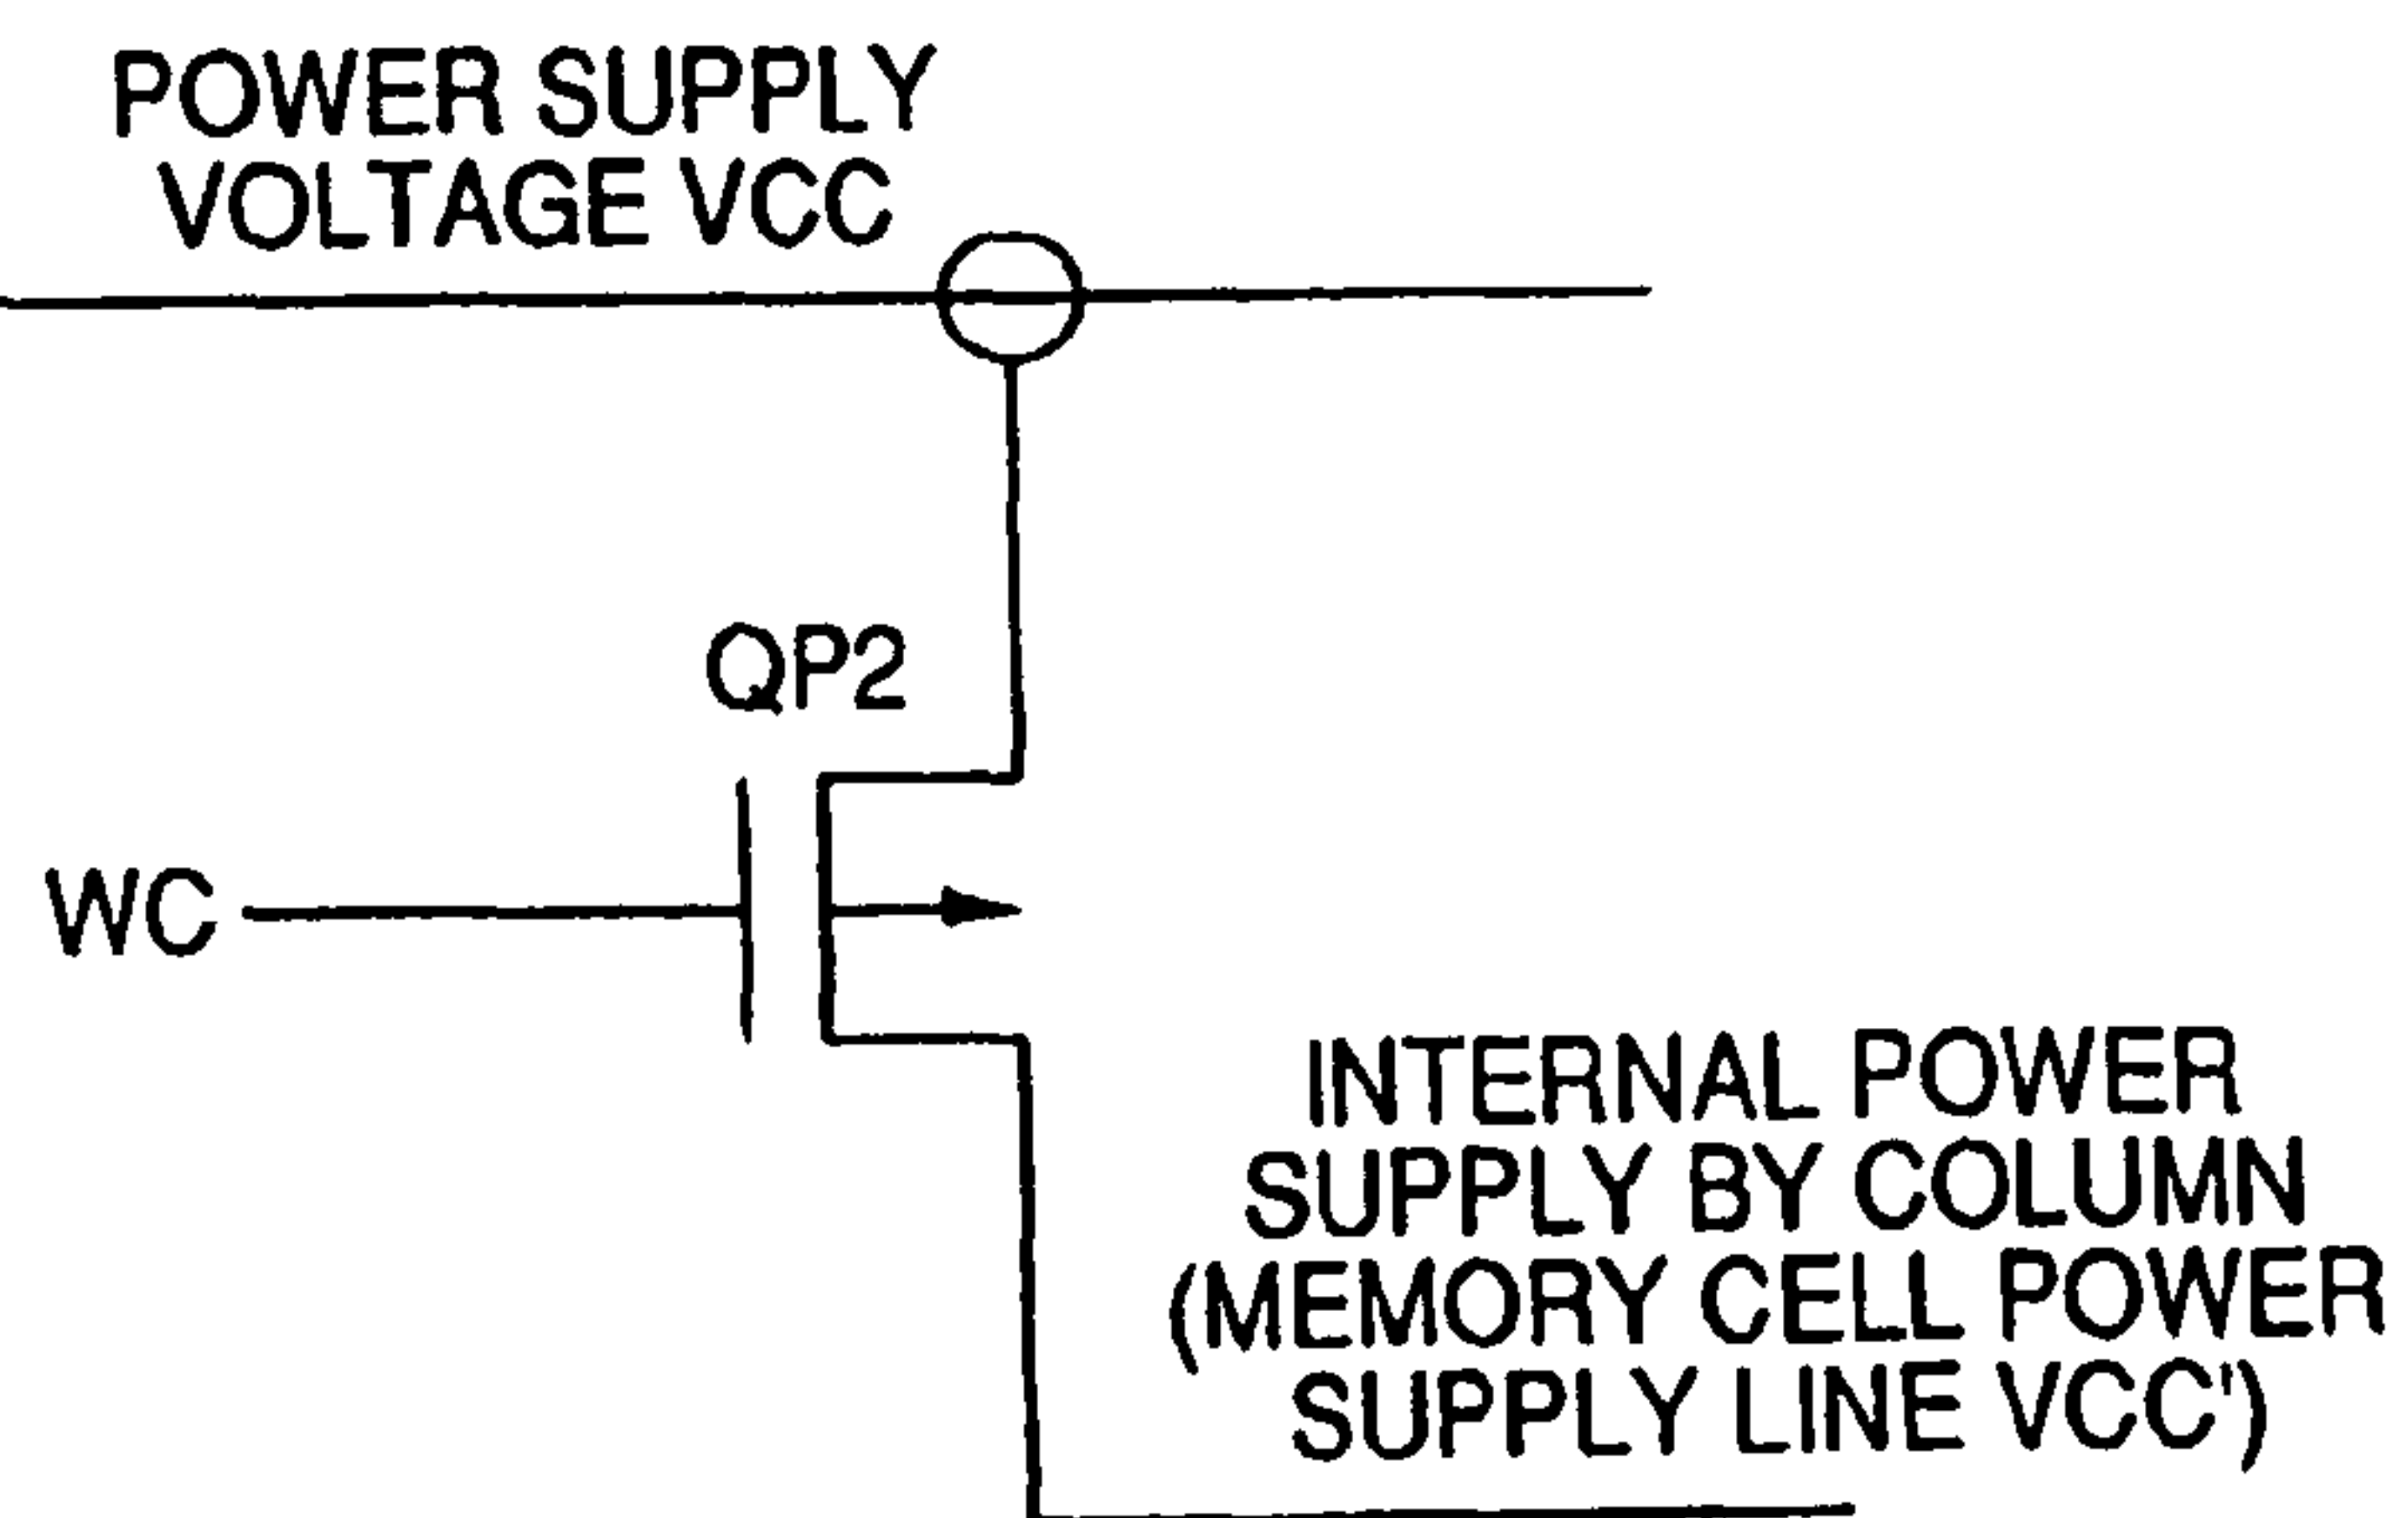 POWER SUPPLY
VOLTAGE VCC
QP2
WC
INTERNAL POWER
SUPPLY BY COLUMN
(MEMORY CELL POWER
SUPPLY LINE VCC')